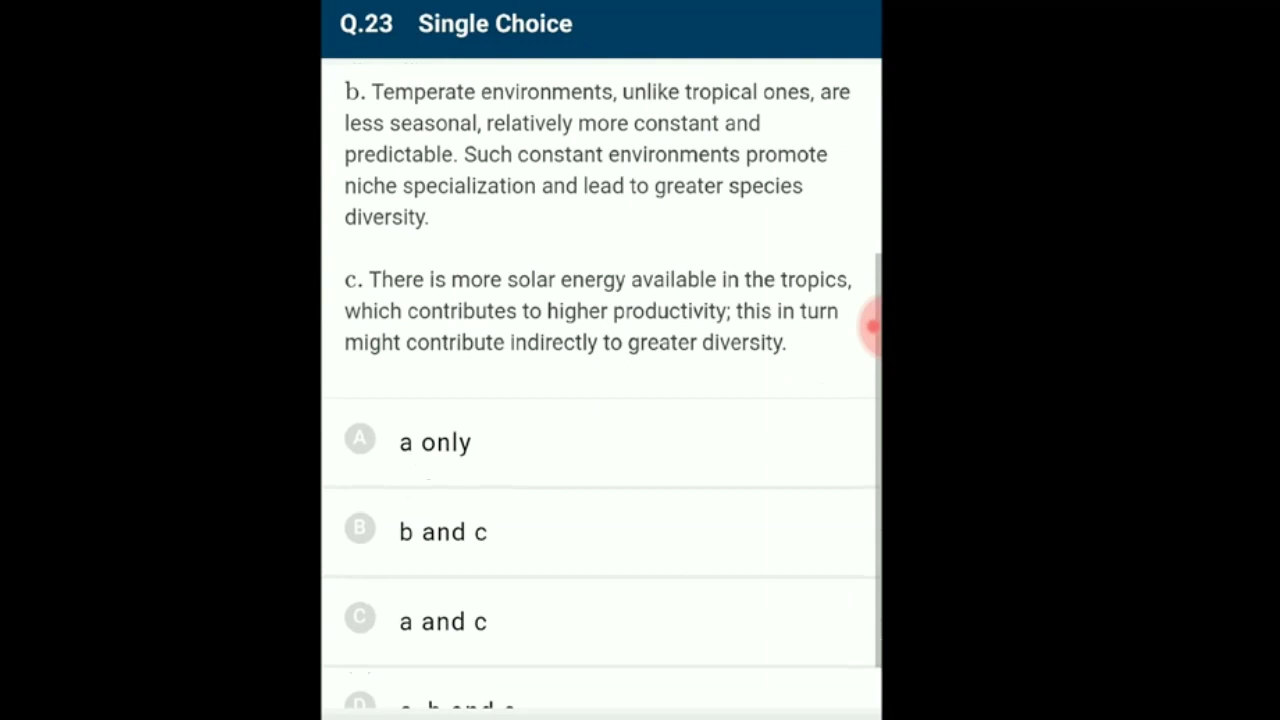 Q.23 Single Choice
b. Temperate environments, unlike tropical ones, are
less seasonal, relatively more constant and
predictable. Such constant environments promote
niche specialization and lead to greater species
diversity.
c. There is more solar energy available in the tropics,
which contributes to higher productivity; this in turn
might contribute indirectly to greater diversity.
A a only
B b and c
C a and c